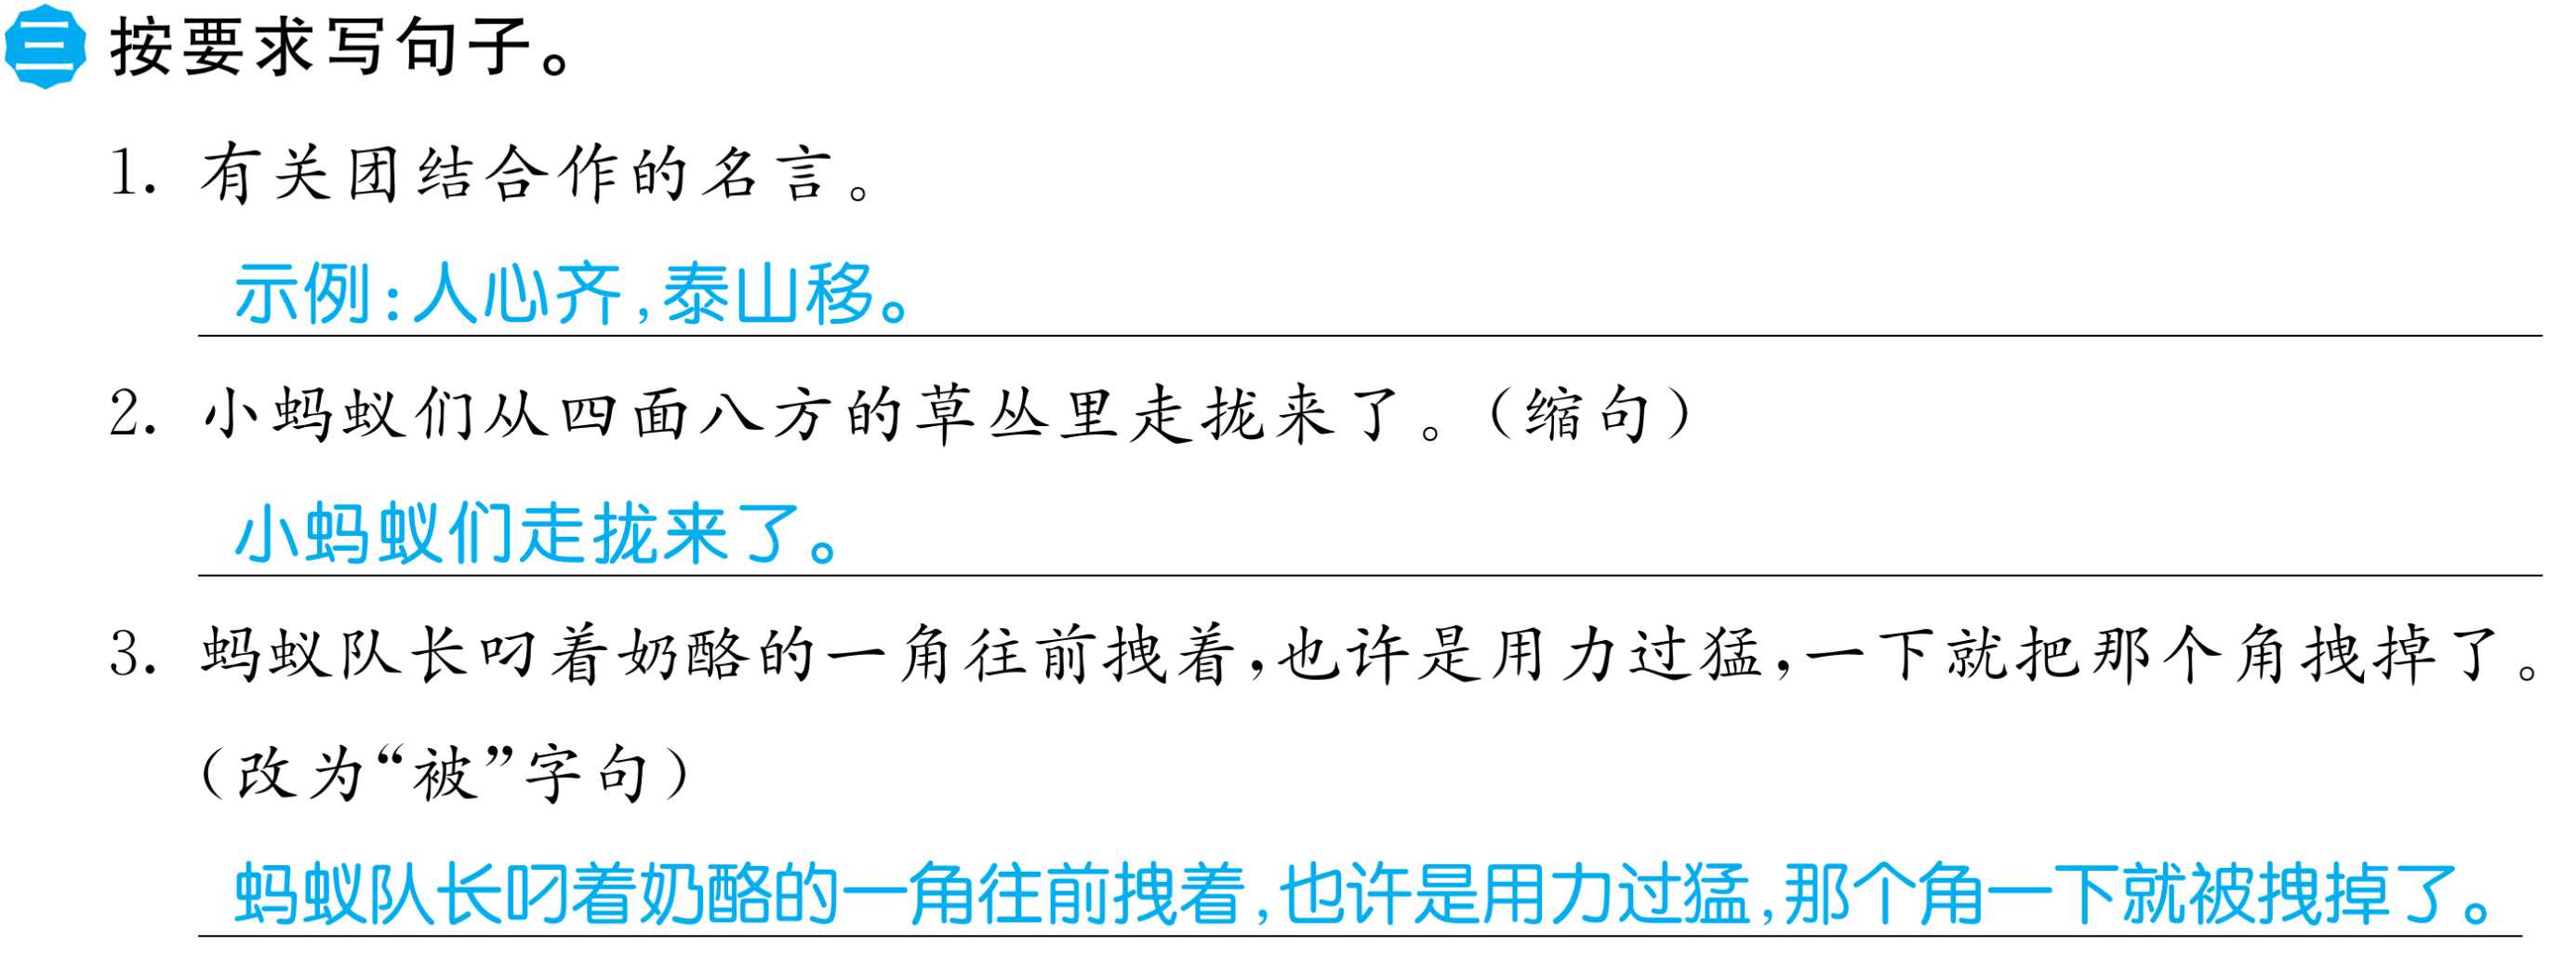 三 按要求写句子。
1. 有关团结合作的名言。
示例:人心齐,泰山移。
2. 小蚂蚁们从四面八方的草丛里走拢来了。(缩句)
小蚂蚁们走拢来了。
3. 蚂蚁队长叼着奶酪的一角往前拽着,也许是用力过猛,一下就把那个角拽掉了。
(改为“被”字句)
蚂蚁队长叼着奶酪的一角往前拽着,也许是用力过猛,那个角一下就被拽掉了。